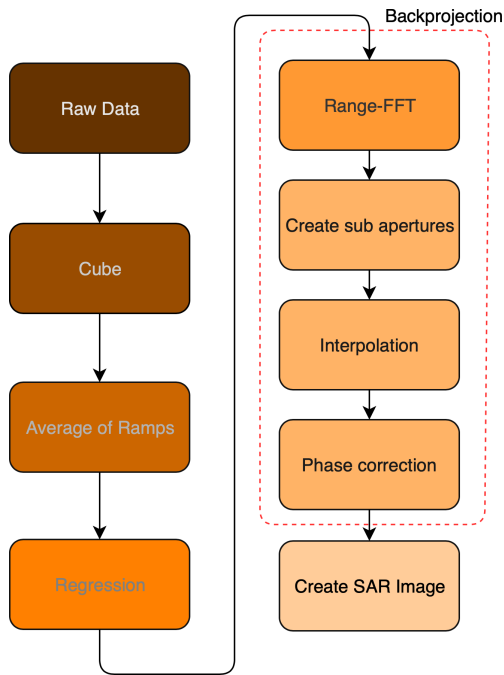 Backprojection
Raw Data
Cube
Average of Ramps
Regression
Range-FFT
Create sub apertures
Interpolation
Phase correction
Create SAR Image